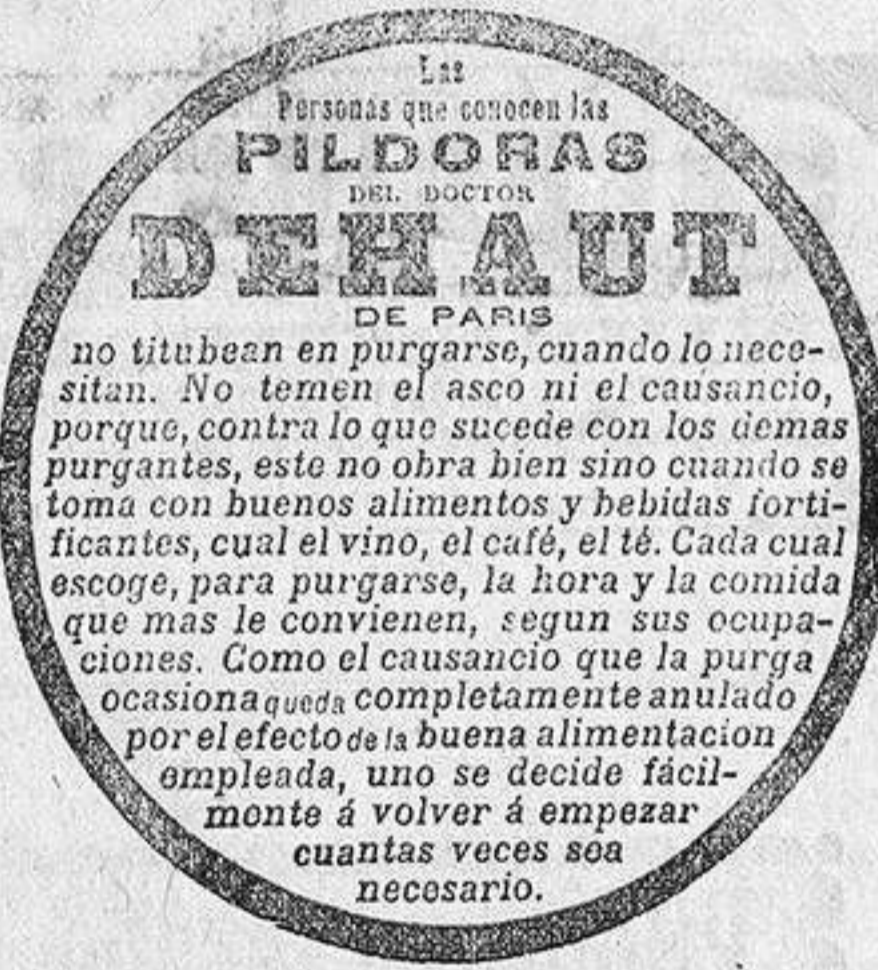 Las
Personas que conocen las
PILDORAS
DEL DOCTOR
DEHAUT
DE PARIS
no titubean en purgarse, cuando lo nece-
sitan. No temen el asco ni el causancio,
porque, contra lo que sucede con los demas
purgantes, este no obra bien sino cuando se
toma con buenos alimentos y bebidas forti-
ficantes, cual el vino, el café, el té. Cada cual
escoge, para purgarse, la hora y la comida
que mas le convienen, segun sus ocupa-
ciones. Como el causancio que la purga
ocasiona queda completamente anulado
por el efecto de la buena alimentacion
empleada, uno se decide fácil-
monte á volver á empezar
cuantas veces sea
necesario.